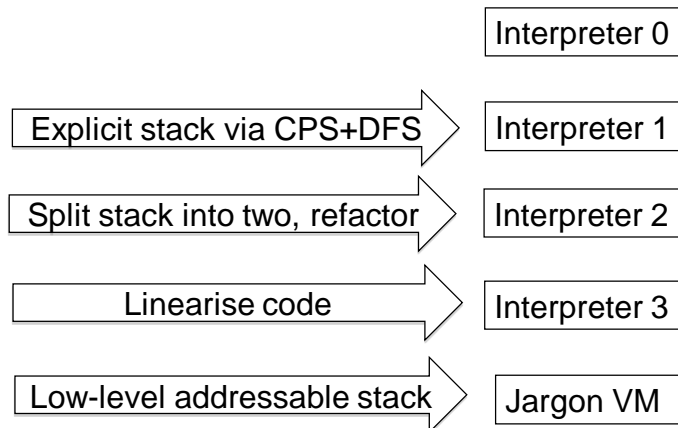 Interpreter 0
Explicit stack via CPS+DFS
Interpreter 1
Split stack into two, refactor
Interpreter 2
Linearise code
Interpreter 3
Low-level addressable stack
Jargon VM